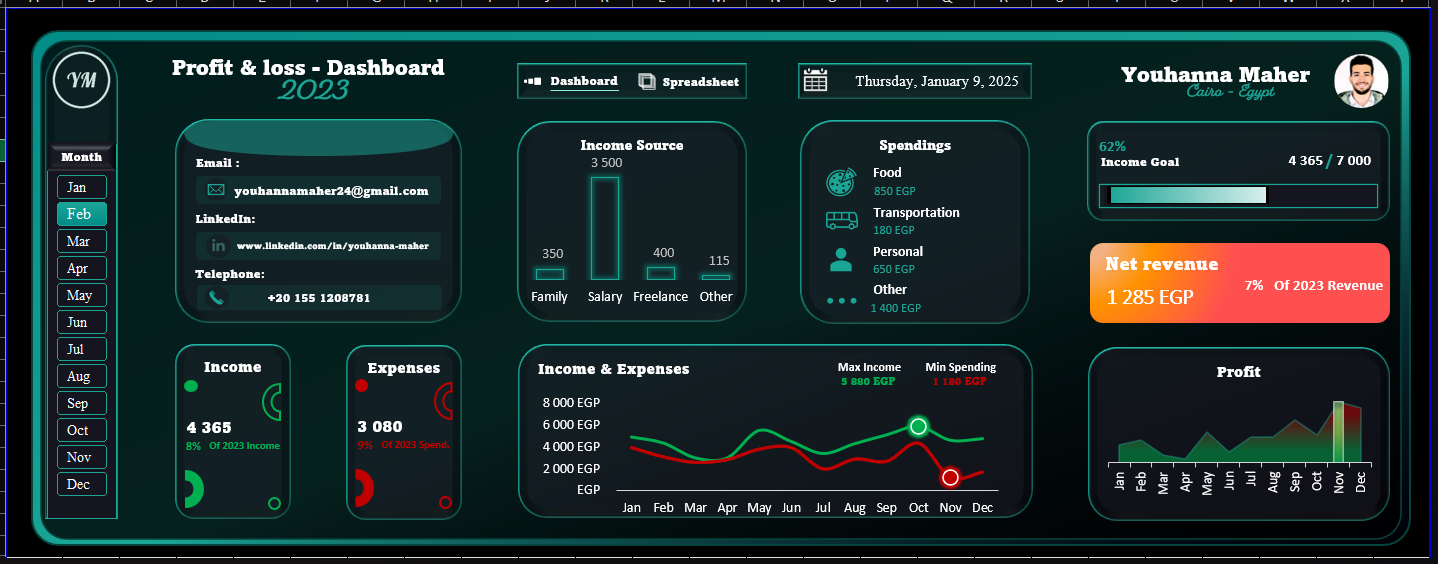 YM
Profit & loss - Dashboard
2023
Dashboard
Spreadsheet
Thursday, January 9, 2025
Youhanna Maher
Cairo - Egypt
Month
Jan
Feb
Mar
Apr
May
Jun
Jul
Aug
Sep
Oct
Nov
Dec
Email :
youhannamaher24@gmail.com
LinkedIn:
www.linkedin.com/in/youhanna-maher
Telephone:
+20 155 1208781
Income Source
3 500
350
400
115
Family Salary Freelance Other
Spendings
Food
850 EGP
Transportation
180 EGP
Personal
650 EGP
Other
1 400 EGP
62%
Income Goal
4 365 / 7 000
Net revenue
1 285 EGP
7% Of 2023 Revenue
Income
4 365
8% Of 2023 Income
Expenses
3 080
9% Of 2023 Spend.
Income & Expenses
Max Income
5 880 EGP
Min Spending
1 180 EGP
8 000 EGP
6 000 EGP
4 000 EGP
2 000 EGP
EGP
Jan Feb Mar Apr May Jun Jul Aug Sep Oct Nov Dec
Profit
Jan Feb Mar Apr May Jun Jul Aug Sep Oct Nov Dec